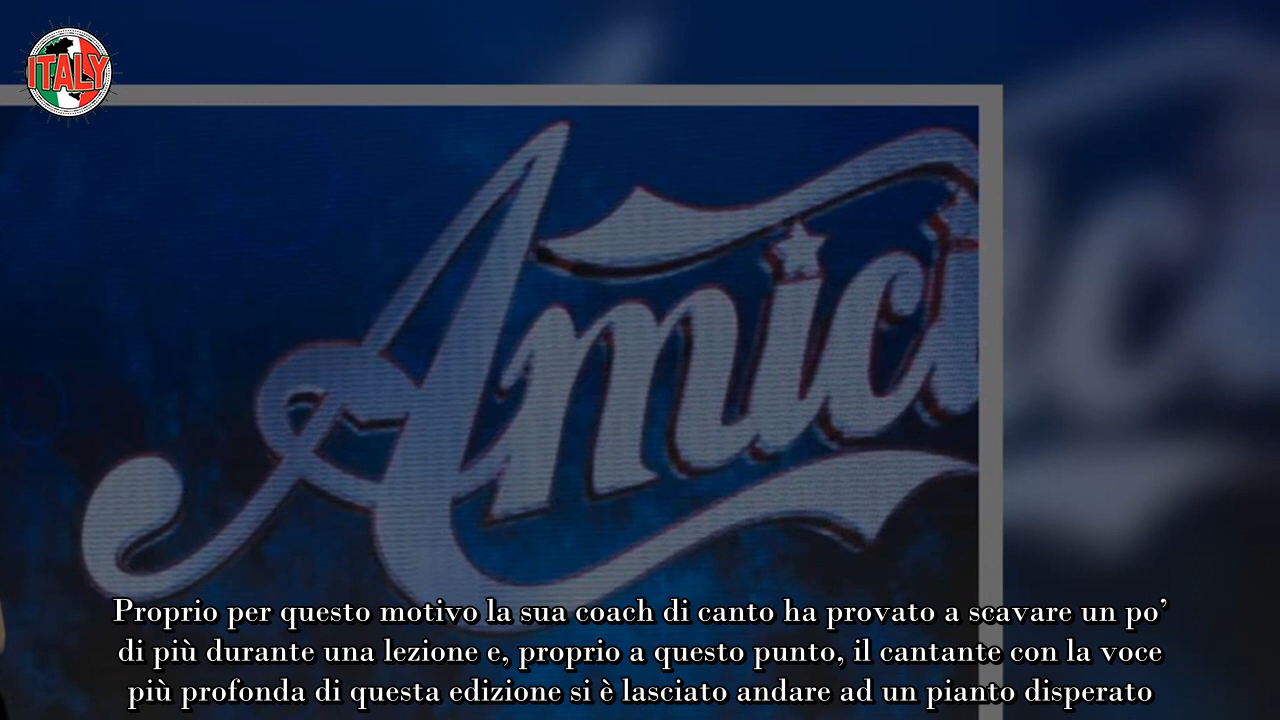 ITALY
Amici
Proprio per questo motivo la sua coach di canto ha provato a scavare un po’
di più durante una lezione e, proprio a questo punto, il cantante con la voce
più profonda di questa edizione si è lasciato andare ad un pianto disperato